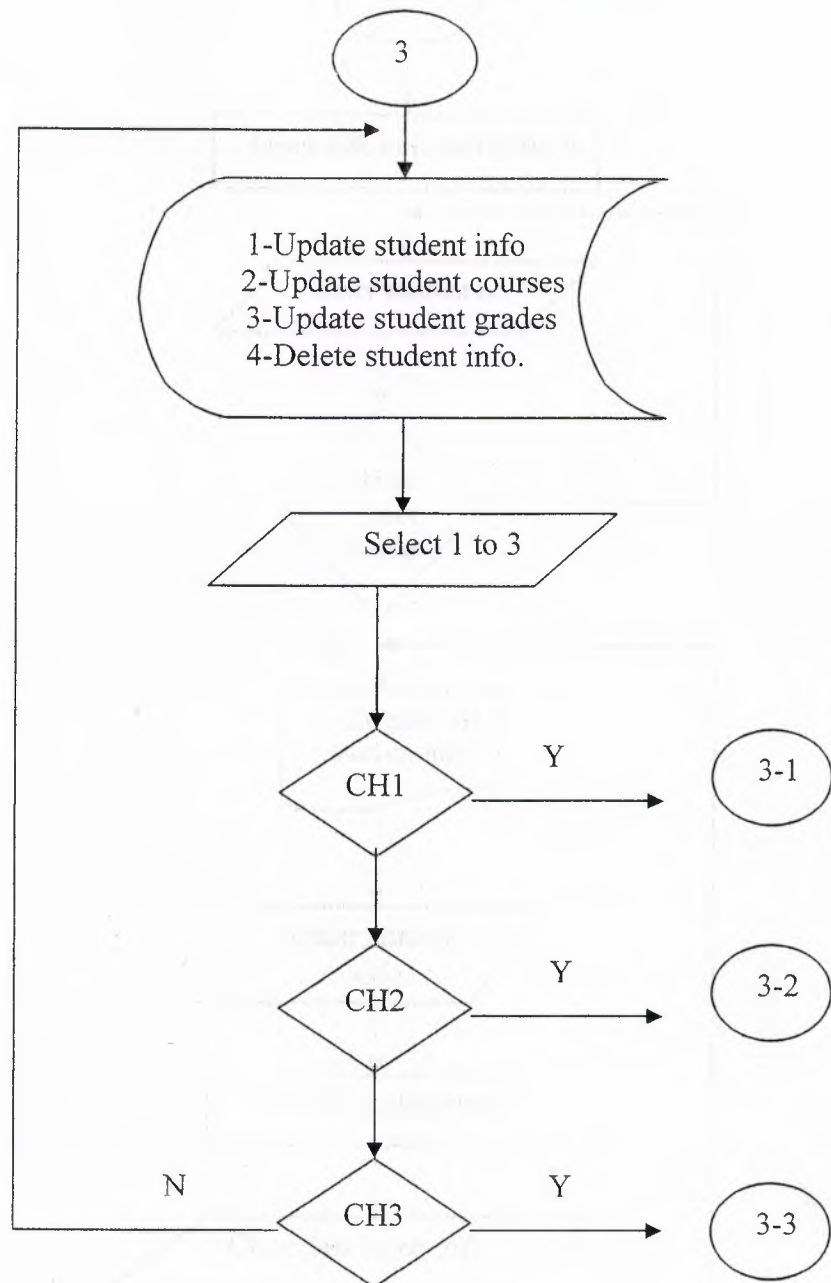 3
1-Update student info
2-Update student courses
3-Update student grades
4-Delete student info.
Select 1 to 3
CH1
Y
3-1
CH2
Y
3-2
N
CH3
Y
3-3